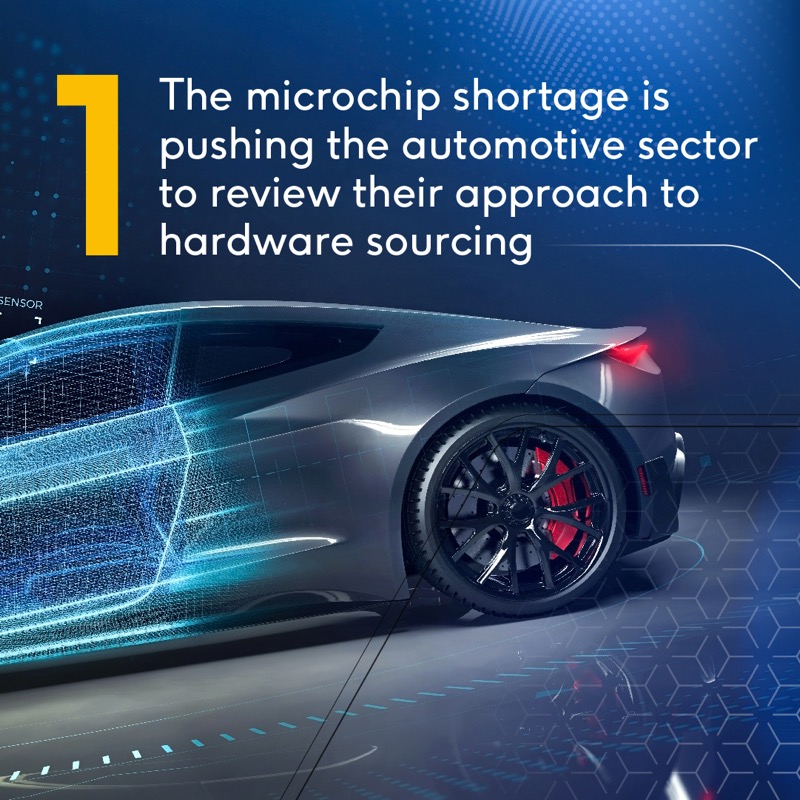 1
The microchip shortage is
pushing the automotive sector
to review their approach to
hardware sourcing
SENSOR